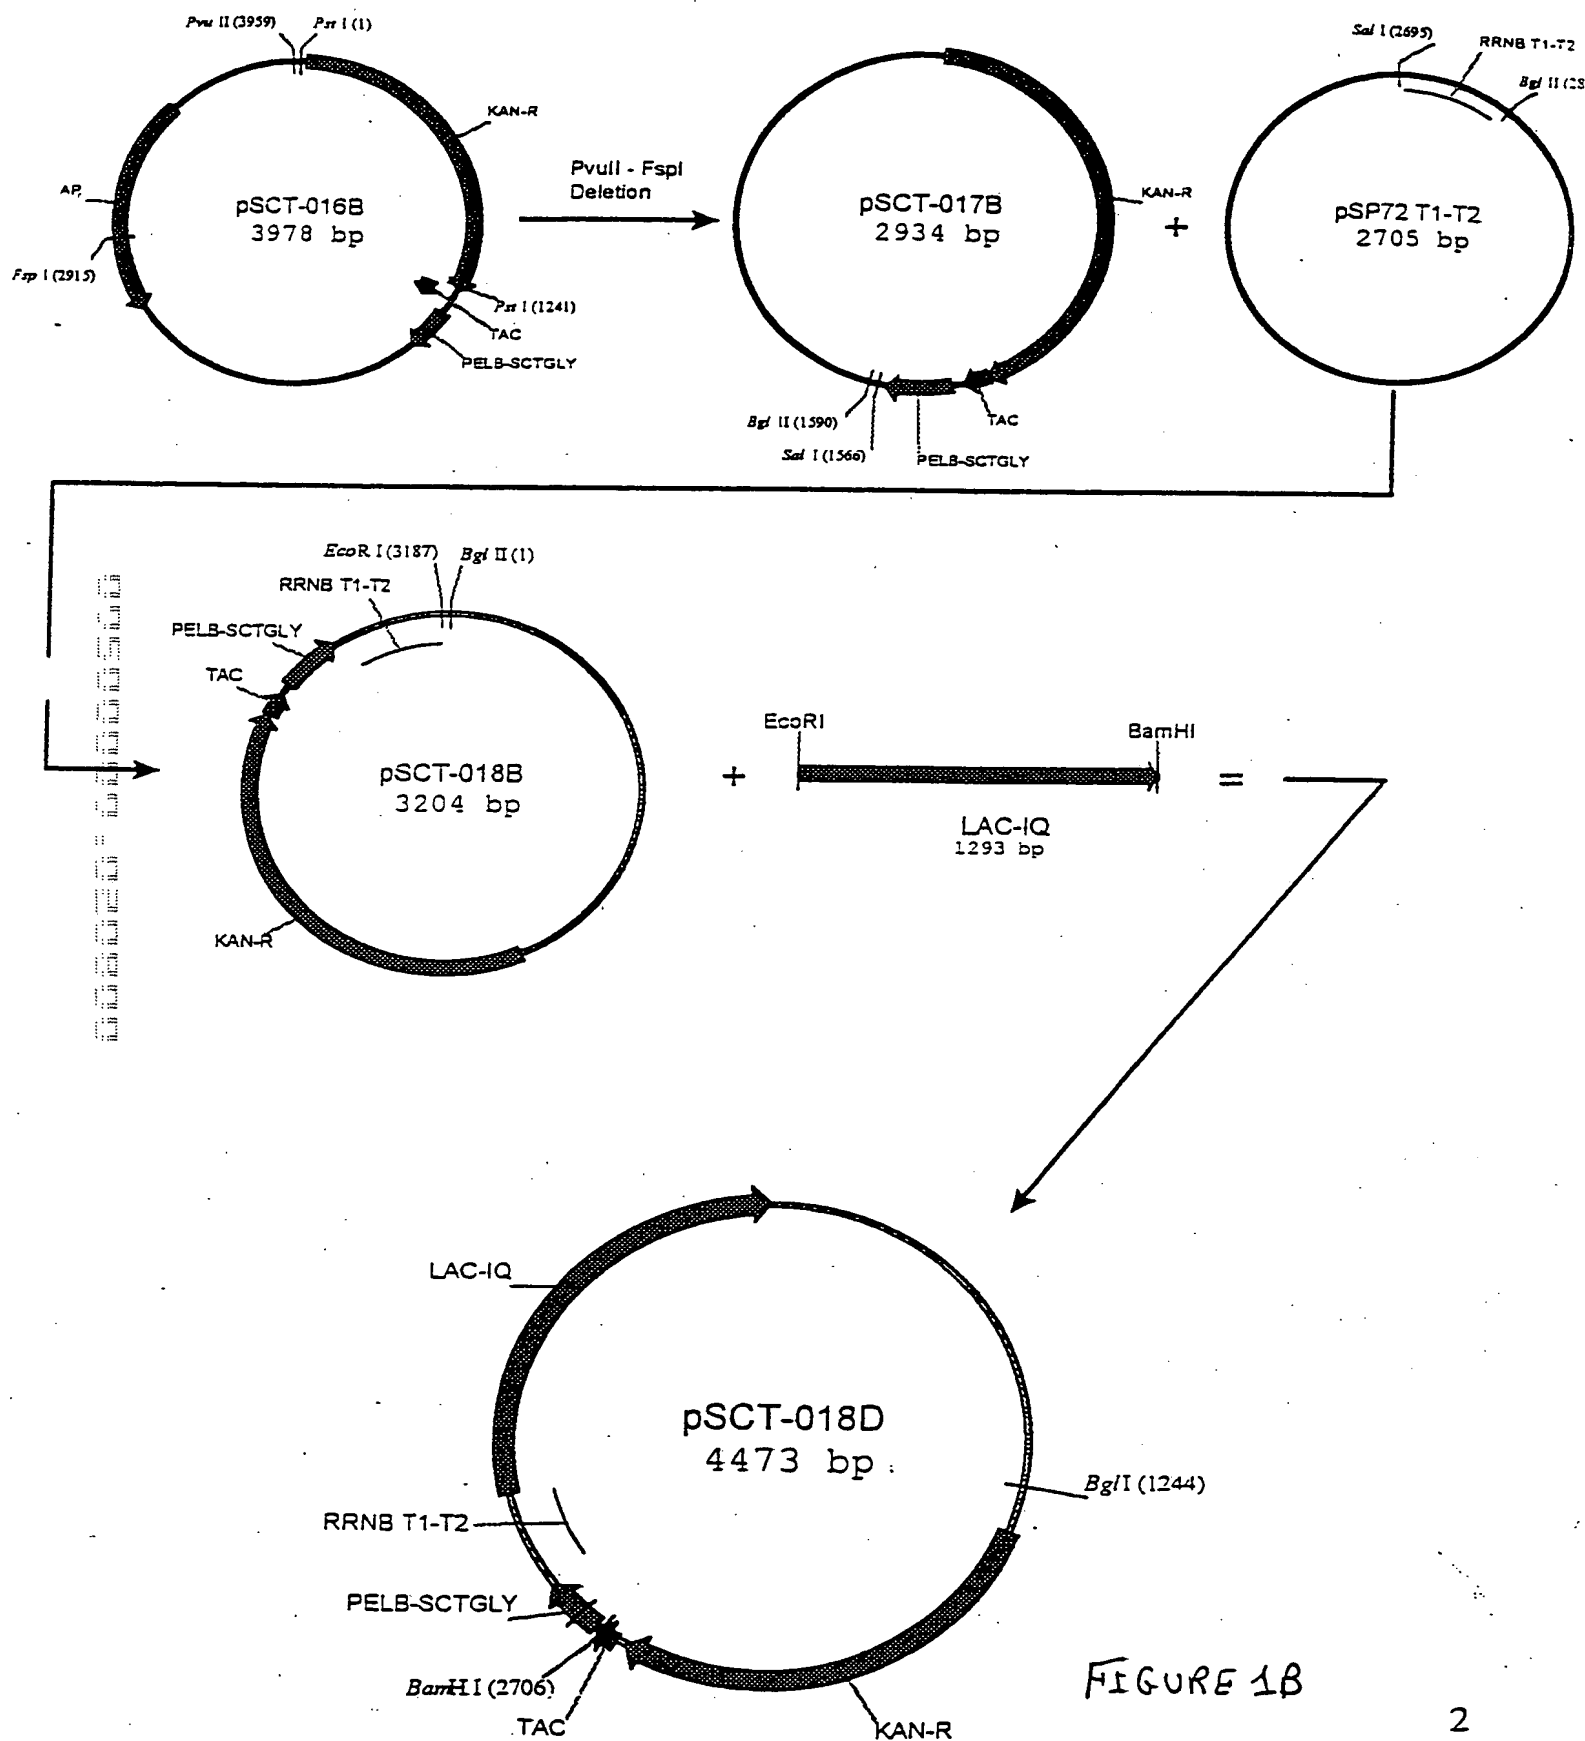 Pvu II (3959) Pst I (1)
KAN-R
AP
pSCT-016B
3978 bp
Fsp I (2915)
Pst I (1241)
TAC
PELB-SCTGLY
PvuII - FspI
Deletion
pSCT-017B
2934 bp
KAN-R
Bgl II (1590)
Sal I (1566)
TAC
PELB-SCTGLY
+
Sal I (2695)
RRNB T1-T2
Bgl II (28
pSP72 T1-T2
2705 bp
EcoR I (3187) Bgl II (1)
RRNB T1-T2
PELB-SCTGLY
TAC
pSCT-018B
3204 bp
KAN-R
+
EcoRI
BamHI
LAC-IQ
1293 bp
=
LAC-IQ
pSCT-018D
4473 bp
BglI (1244)
RRNB T1-T2
PELB-SCTGLY
BamH I (2706)
TAC
KAN-R
FIGURE 1B
2